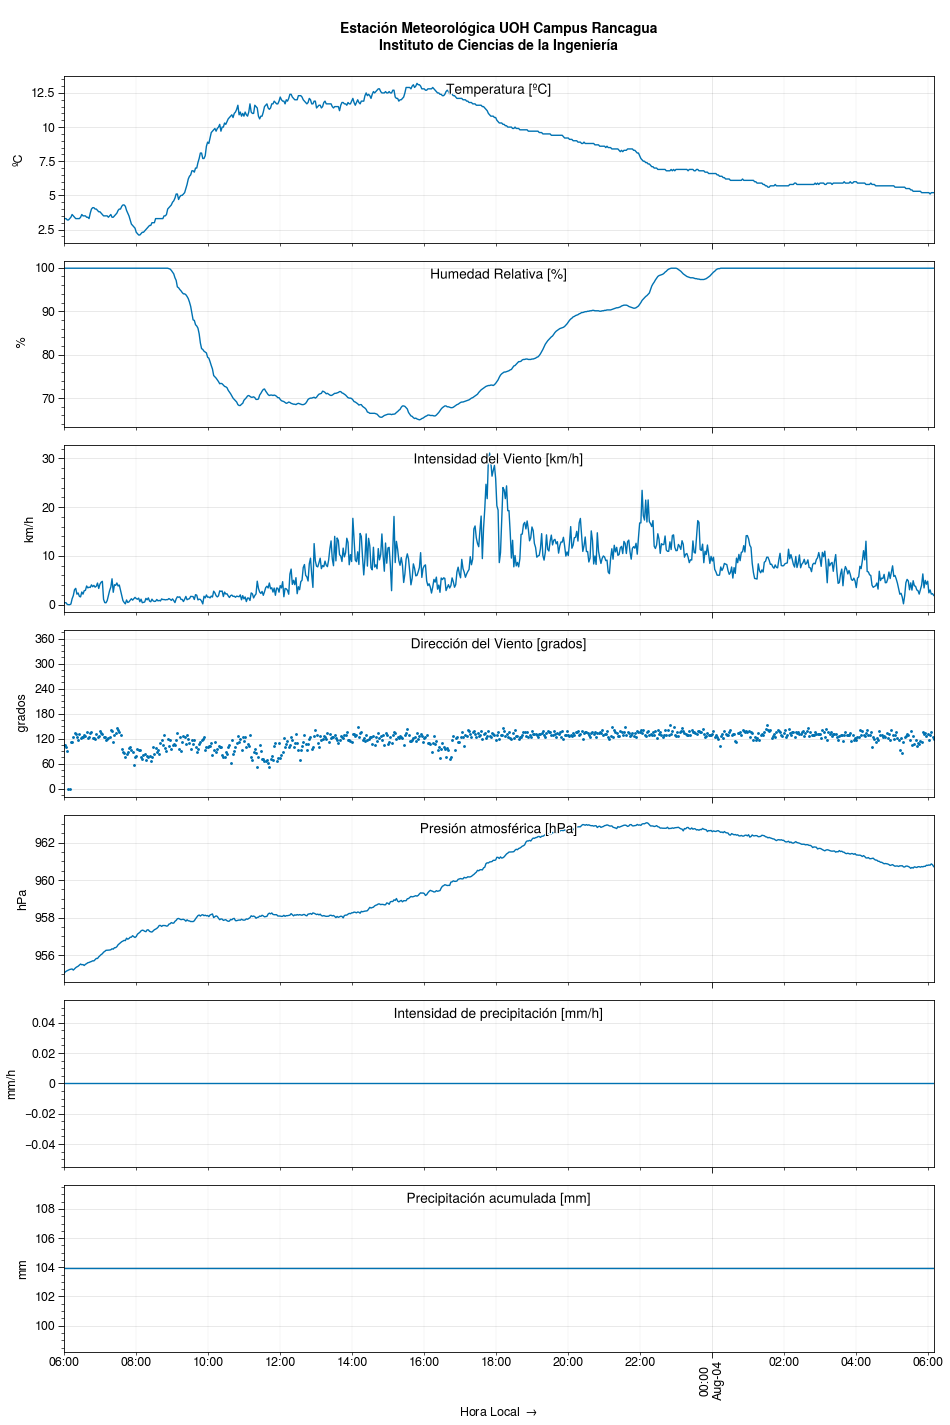 Estación Meteorológica UOH Campus Rancagua
Instituto de Ciencias de la Ingeniería
Temperatura [ºC]
12.5
10
7.5
5
2.5
ºC
Humedad Relativa [%]
100
90
80
70
%
Intensidad del Viento [km/h]
30
20
10
0
km/h
Dirección del Viento [grados]
360
300
240
180
120
60
0
grados
Presión atmosférica [hPa]
962
960
958
956
hPa
Intensidad de precipitación [mm/h]
0.04
0.02
0
−0.02
−0.04
mm/h
Precipitación acumulada [mm]
108
106
104
102
100
mm
06:00 08:00 10:00 12:00 14:00 16:00 18:00 20:00 22:00 00:00 02:00 04:00 06:00
Aug-04
Hora Local →